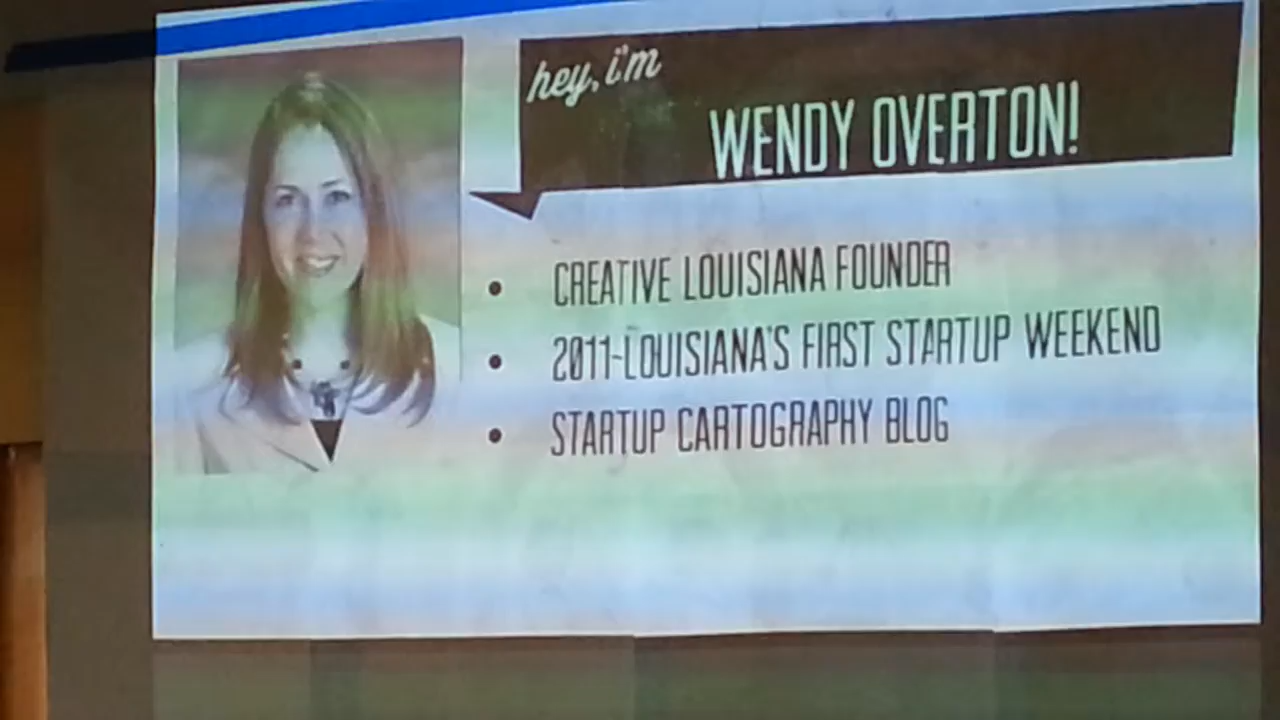 hey, i'm
WENDY OVERTON!
• CREATIVE LOUISIANA FOUNDER
• 2011-LOUISIANA'S FIRST STARTUP WEEKEND
• STARTUP CARTOGRAPHY BLOG